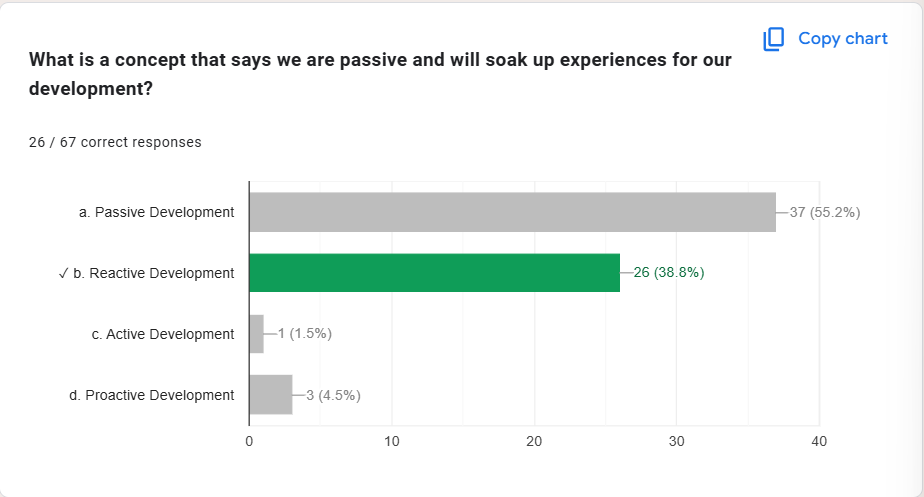 Copy chart
What is a concept that says we are passive and will soak up experiences for our
development?
26 / 67 correct responses
a. Passive Development
37 (55.2%)
✓ b. Reactive Development
26 (38.8%)
c. Active Development
1 (1.5%)
d. Proactive Development
3 (4.5%)
0 10 20 30 40